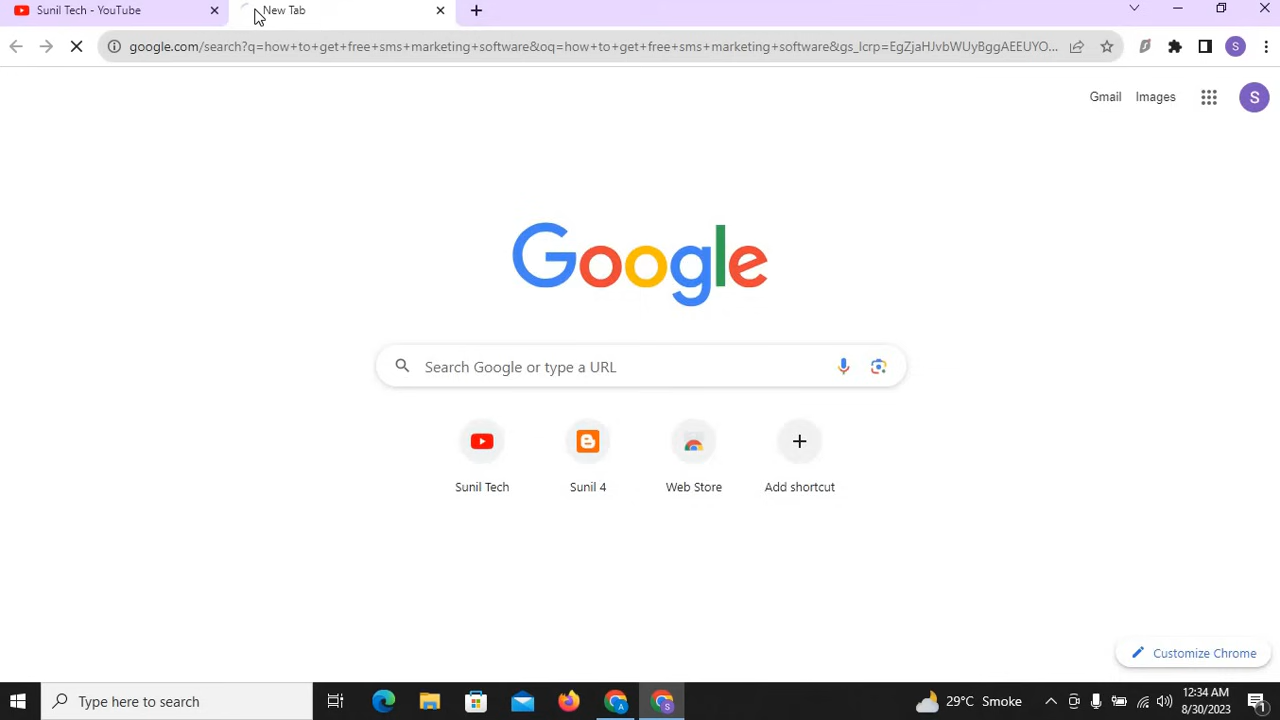 Sunil Tech - YouTube
New Tab
google.com/search?q=how+to+get+free+sms+marketing+software&oq=how+to+get+free+sms+marketing+software&gs_lcrp=EgZjaHJvbWUyBggAEEUYO...
S
Gmail
Images
S
Google
Search Google or type a URL
Sunil Tech
Sunil 4
Web Store
Add shortcut
Customize Chrome
Type here to search
A
S
29°C Smoke
12:34 AM
8/30/2023
1